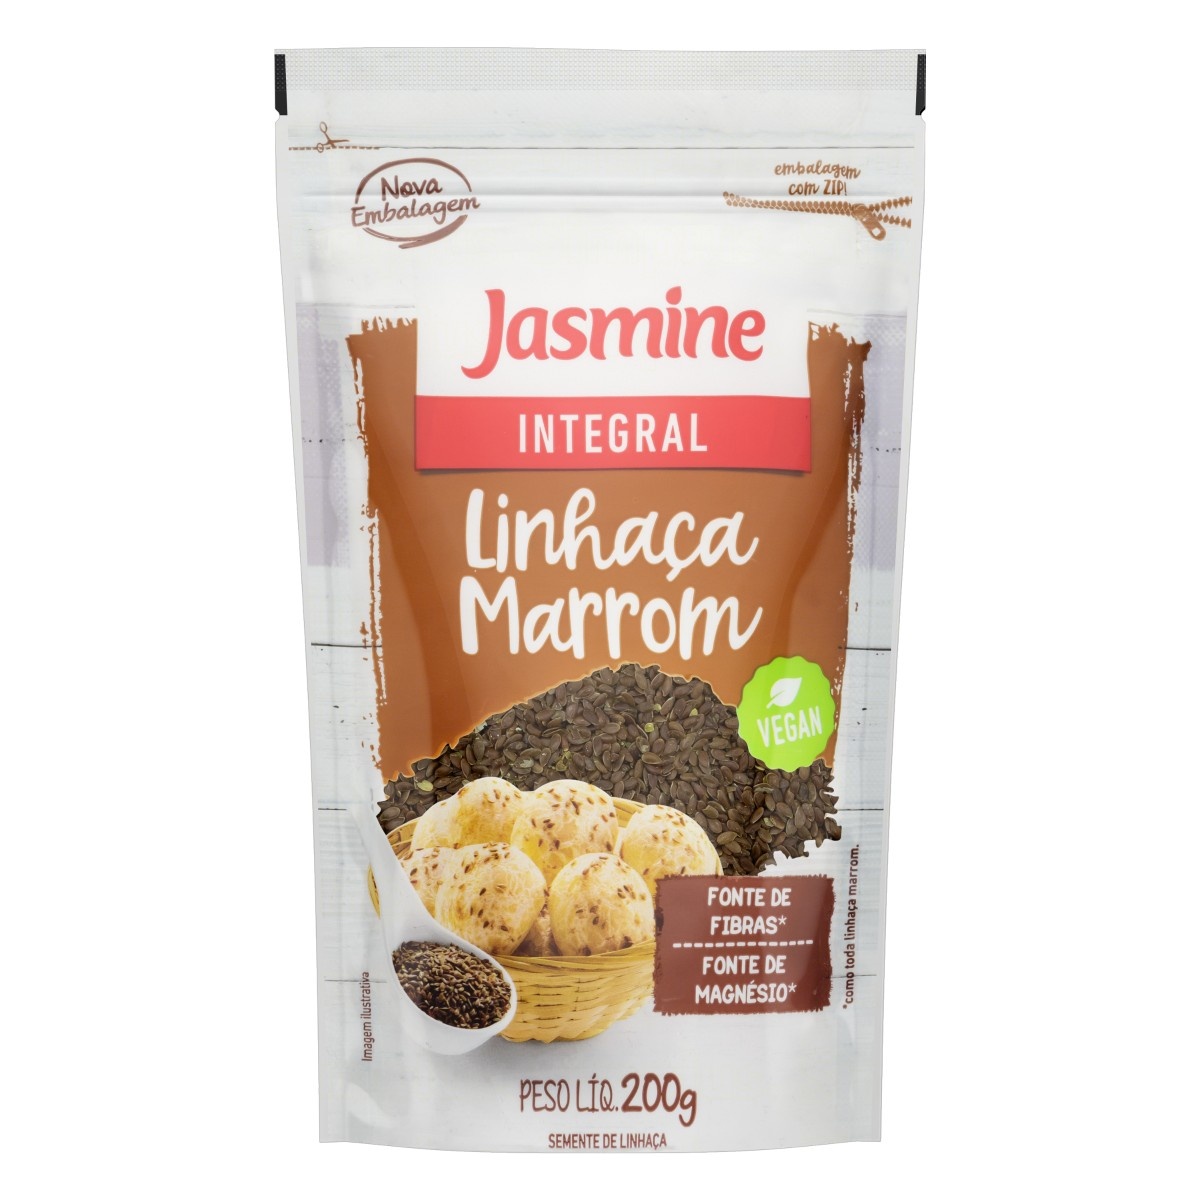 Nova
Embalagem
embalagem
com ZIP!
Jasmine
INTEGRAL
Linhaça
Marrom
VEGAN
FONTE DE
FIBRAS*
FONTE DE
MAGNÉSIO*
*como toda linhaça marrom.
Imagem ilustrativa
PESO LÍQ. 200g
SEMENTE DE LINHAÇA